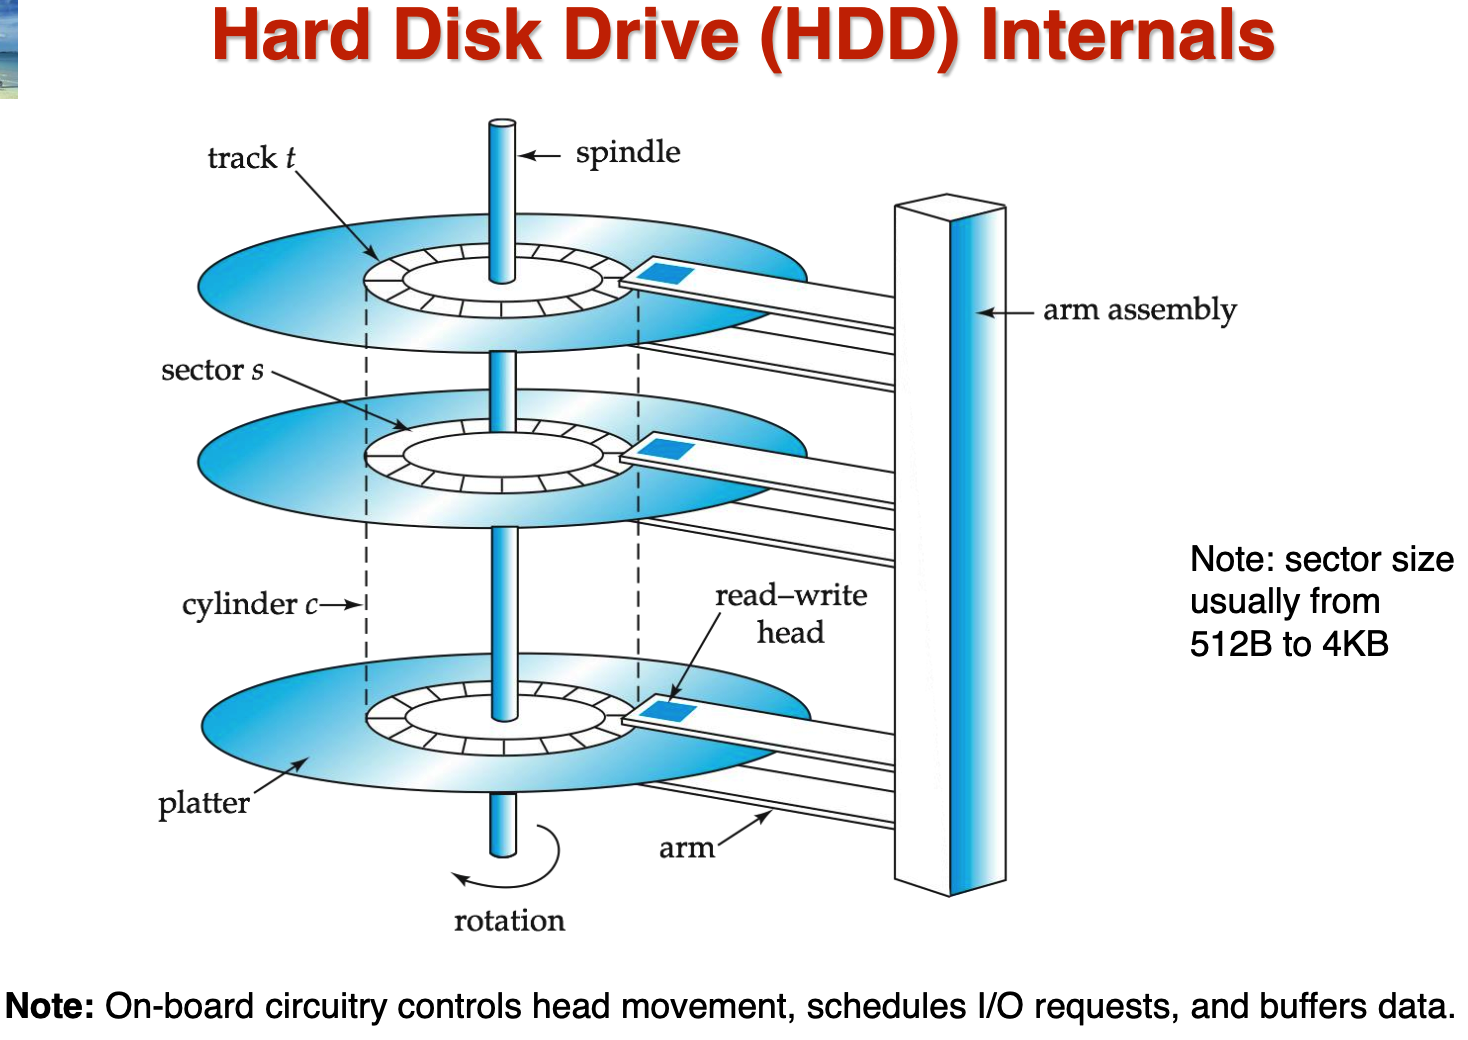 Hard Disk Drive (HDD) Internals
track t
spindle
arm assembly
sector s
Note: sector size
usually from
512B to 4KB
cylinder c
read–write
head
platter
arm
rotation
Note: On-board circuitry controls head movement, schedules I/O requests, and buffers data.